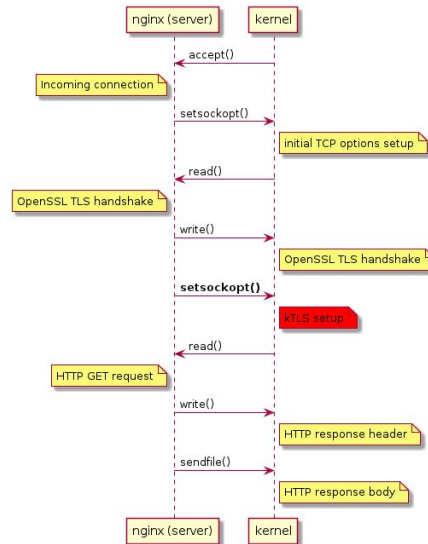 nginx (server)
kernel
accept()
Incoming connection
setsockopt()
initial TCP options setup
read()
OpenSSL TLS handshake
write()
OpenSSL TLS handshake
setsockopt()
kTLS setup
read()
HTTP GET request
write()
HTTP response header
sendfile()
HTTP response body
nginx (server)
kernel